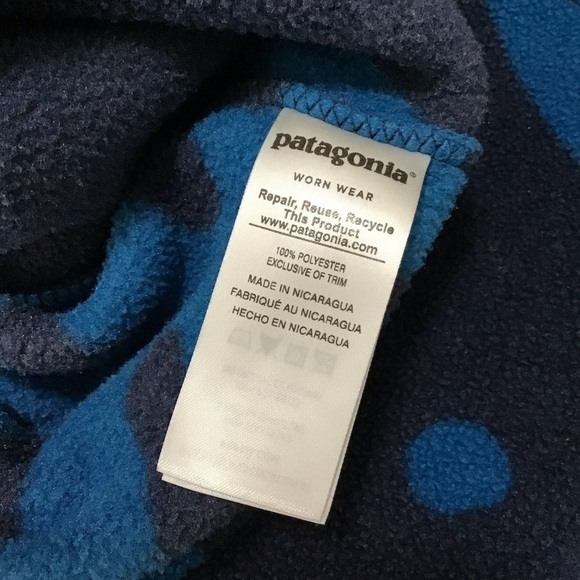 patagonia®
WORN WEAR
Repair, Reuse, Recycle
This Product
www.patagonia.com
100% POLYESTER
EXCLUSIVE OF TRIM
MADE IN NICARAGUA
FABRIQUÉ AU NICARAGUA
HECHO EN NICARAGUA